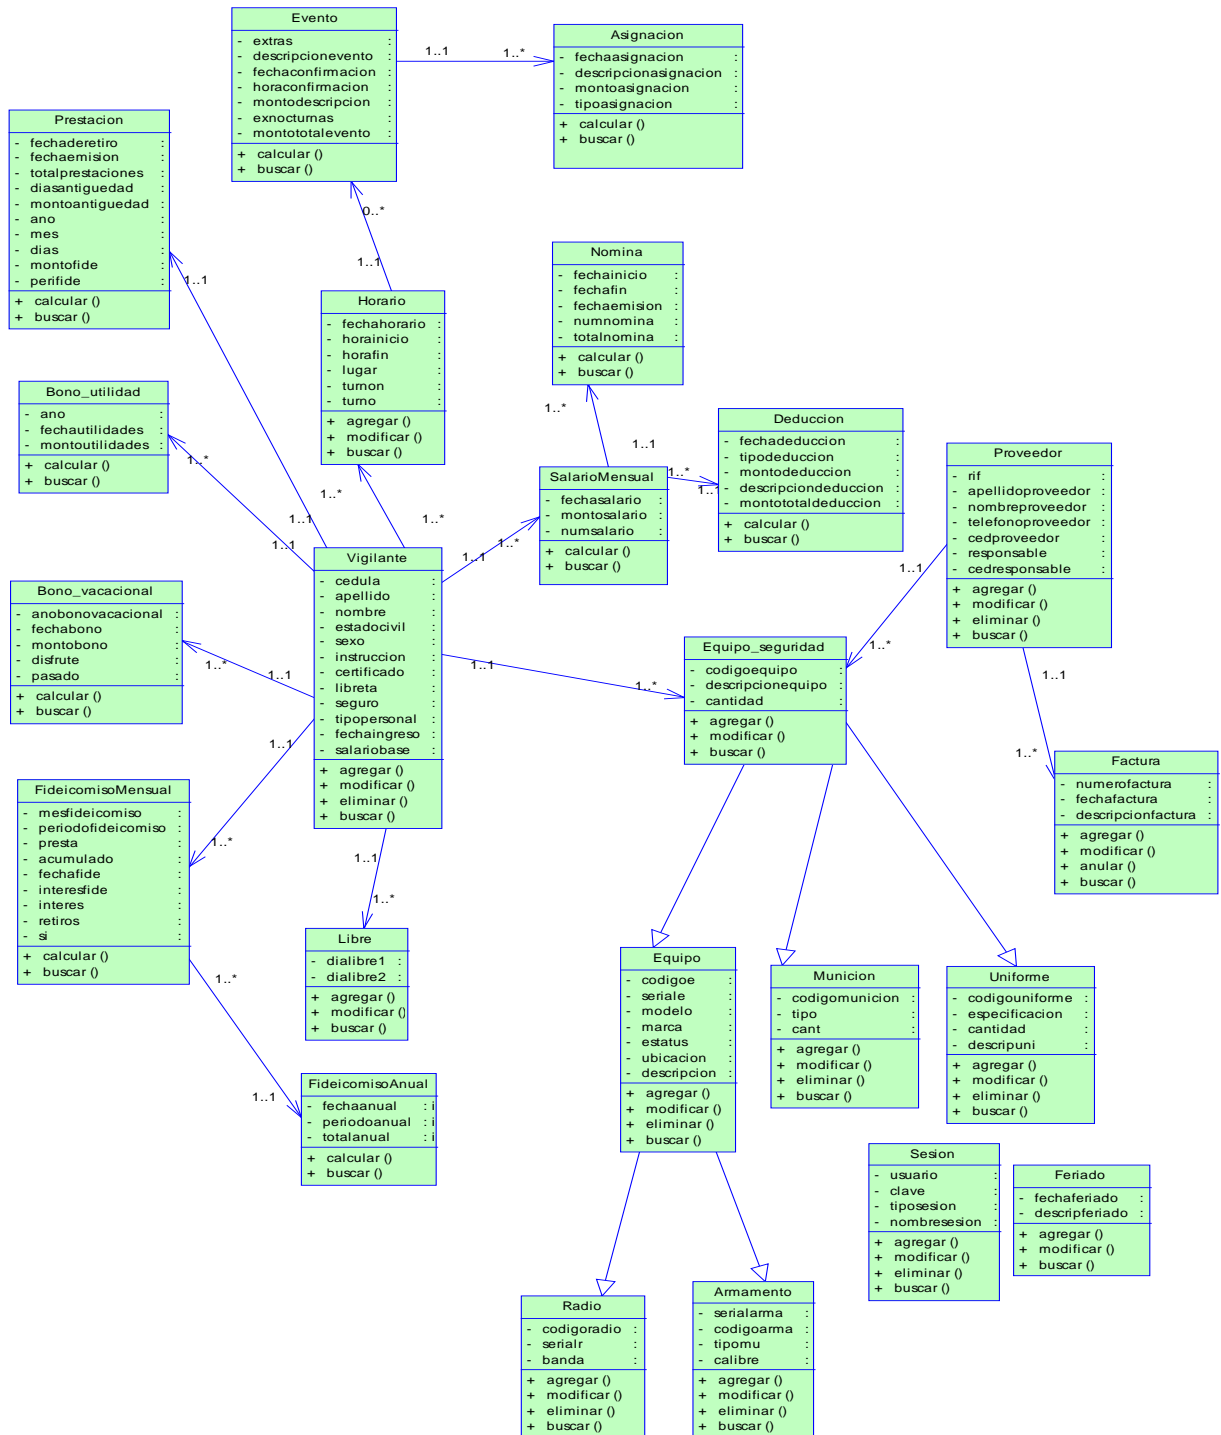 Evento
- extras :
- descripcionevento :
- fechaconfirmacion :
- horaconfirmacion :
- montodescripcion :
- exnocturnas :
- montototalevento :
+ calcular ()
+ buscar ()
1..1
1..*
Asignacion
- fechaasignacion :
- descripcionasignacion :
- montoasignacion :
- tipoasignacion :
+ calcular ()
+ buscar ()
Prestacion
- fechaderetiro :
- fechaemision :
- totalprestaciones :
- diasantiguedad :
- montoantiguedad :
- ano :
- mes :
- dias :
- montofide :
- perifide :
+ calcular ()
+ buscar ()
1..1
0..*
1..1
Horario
- fechahorario :
- horainicio :
- horafin :
- lugar :
- turnon :
- turno :
+ agregar ()
+ modificar ()
+ buscar ()
Nomina
- fechainicio :
- fechafin :
- fechaemision :
- numnomina :
- totalnomina :
+ calcular ()
+ buscar ()
1..*
1..1
Bono_utilidad
- ano :
- fechautilidades :
- montoutilidades :
+ calcular ()
+ buscar ()
1..*
1..*
1..1
1..1
1..*
Deduccion
- fechadeduccion :
- tipodeduccion :
- montodeduccion :
- descripciondeduccion :
- montototaldeduccion :
+ calcular ()
+ buscar ()
1..*
1..1
SalarioMensual
- fechasalario :
- montosalario :
- numsalario :
+ calcular ()
+ buscar ()
1..1
1..*
Proveedor
- rif :
- apellidoproveedor :
- nombreproveedor :
- telefonoproveedor :
- cedproveedor :
- responsable :
- cedresponsable :
+ agregar ()
+ modificar ()
+ eliminar ()
+ buscar ()
1..1
1..*
Vigilante
- cedula :
- apellido :
- nombre :
- estadocivil :
- sexo :
- instruccion :
- certificado :
- libreta :
- seguro :
- tipopersonal :
- fechaingreso :
- salariobase :
+ agregar ()
+ modificar ()
+ eliminar ()
+ buscar ()
Bono_vacacional
- anobonovacacional :
- fechabono :
- montobono :
- disfrute :
- pasado :
+ calcular ()
+ buscar ()
1..*
1..1
1..1
1..*
Equipo_seguridad
- codigoequipo :
- descripcionequipo :
- cantidad :
+ agregar ()
+ modificar ()
+ buscar ()
1..1
1..*
Factura
- numerofactura :
- fechafactura :
- descripcionfactura :
+ agregar ()
+ modificar ()
+ anular ()
+ buscar ()
1..1
1..*
FideicomisoMensual
- mesfideicomiso :
- periodofideicomiso :
- presta :
- acumulado :
- fechafide :
- interesfide :
- interes :
- retiros :
- si :
+ calcular ()
+ buscar ()
1..1
1..*
Libre
- dialibre1 :
- dialibre2 :
+ agregar ()
+ modificar ()
+ buscar ()
1..*
1..1
FideicomisoAnual
- fechaanual : i
- periodoanual : i
- totalanual : i
+ calcular ()
+ buscar ()
Equipo
- codigoe :
- seriale :
- modelo :
- marca :
- estatus :
- ubicacion :
- descripcion :
+ agregar ()
+ modificar ()
+ eliminar ()
+ buscar ()
Municion
- codigomunicion :
- tipo :
- cant :
+ agregar ()
+ modificar ()
+ eliminar ()
+ buscar ()
Uniforme
- codigouniforme :
- especificacion :
- cantidad :
- descripuni :
+ agregar ()
+ modificar ()
+ eliminar ()
+ buscar ()
Sesion
- usuario :
- clave :
- tiposesion :
- nombresesion :
+ agregar ()
+ modificar ()
+ eliminar ()
+ buscar ()
Feriado
- fechaferiado :
- descripferiado :
+ agregar ()
+ modificar ()
+ buscar ()
Radio
- codigoradio :
- serialr :
- banda :
+ agregar ()
+ modificar ()
+ eliminar ()
+ buscar ()
Armamento
- serialarma :
- codigoarma :
- tipomu :
- calibre :
+ agregar ()
+ modificar ()
+ eliminar ()
+ buscar ()